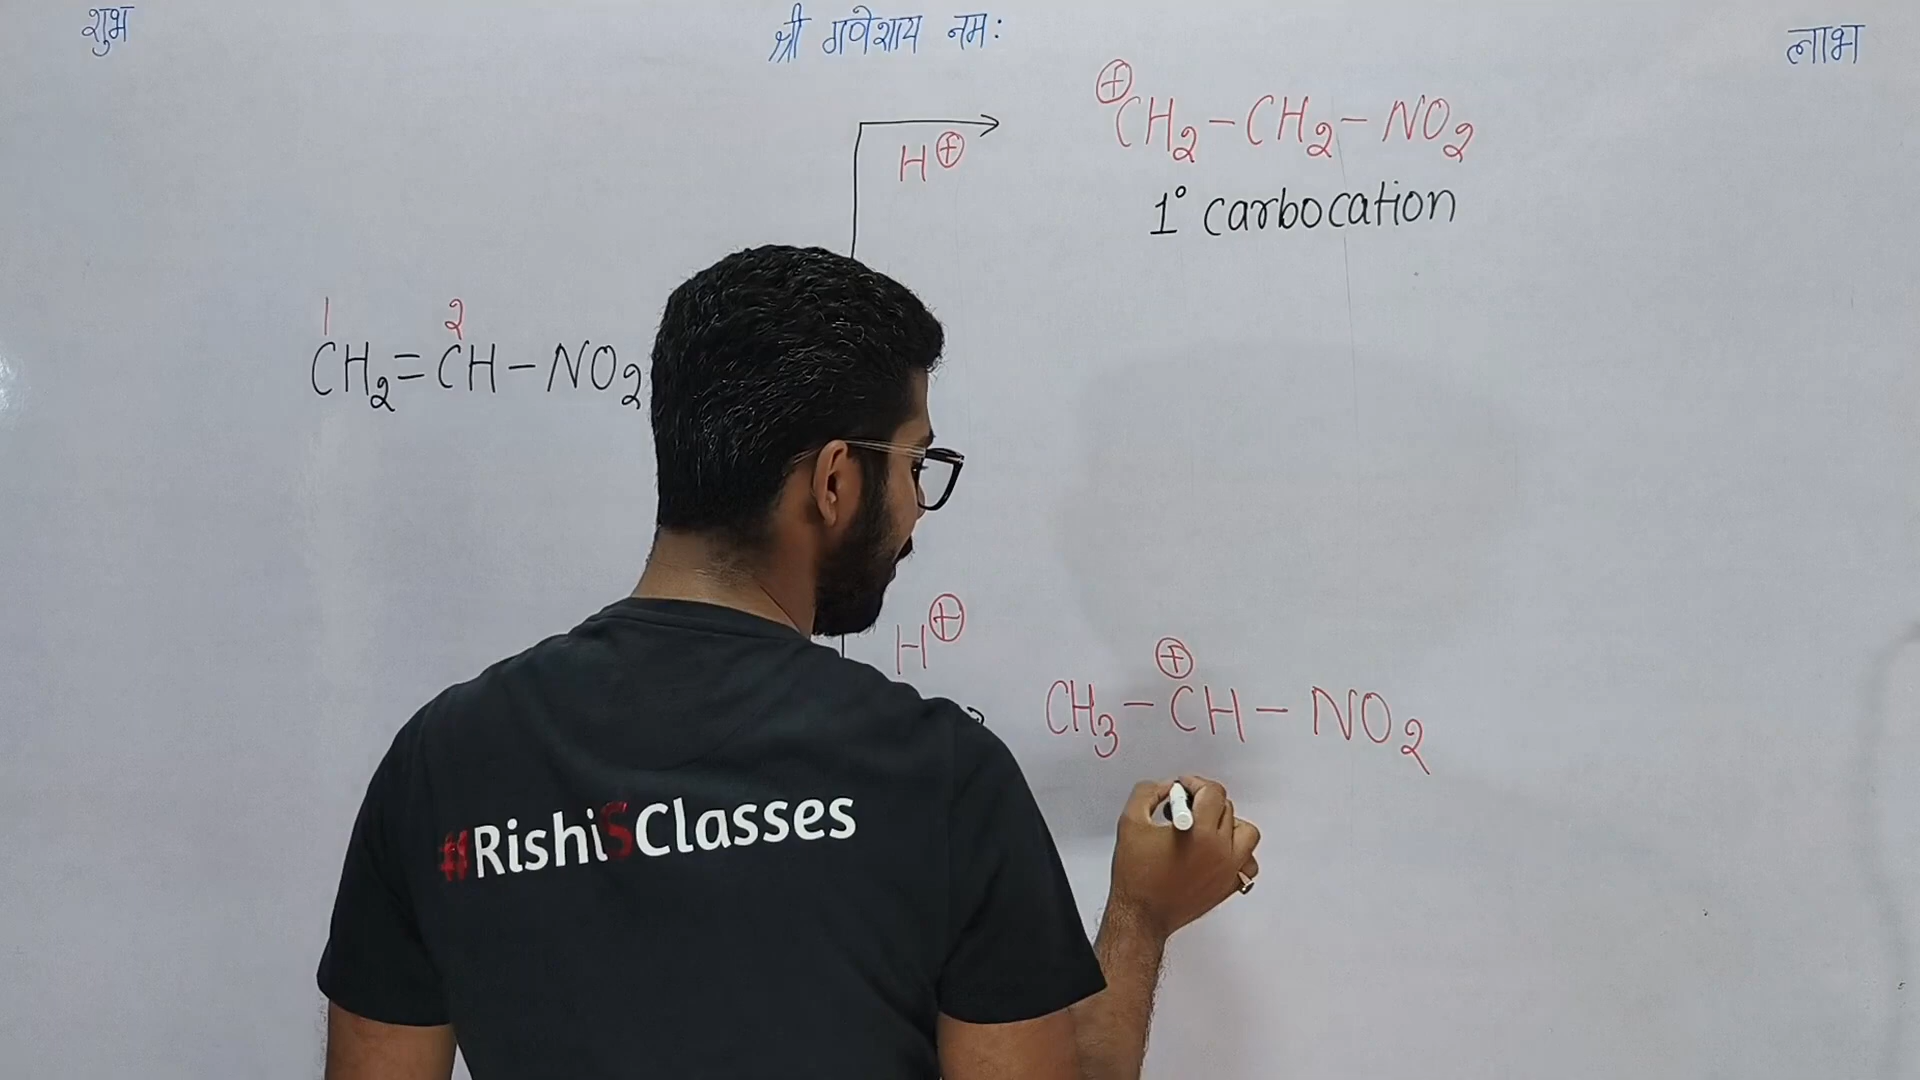 शुभ
श्री गणेशाय नमः
लाभ
⊕CH₂-CH₂-NO₂
H⊕
1° carbocation
1 2
CH₂=CH-NO₂
H⊕
⊕
CH₃-CH-NO₂
#RishiSClasses